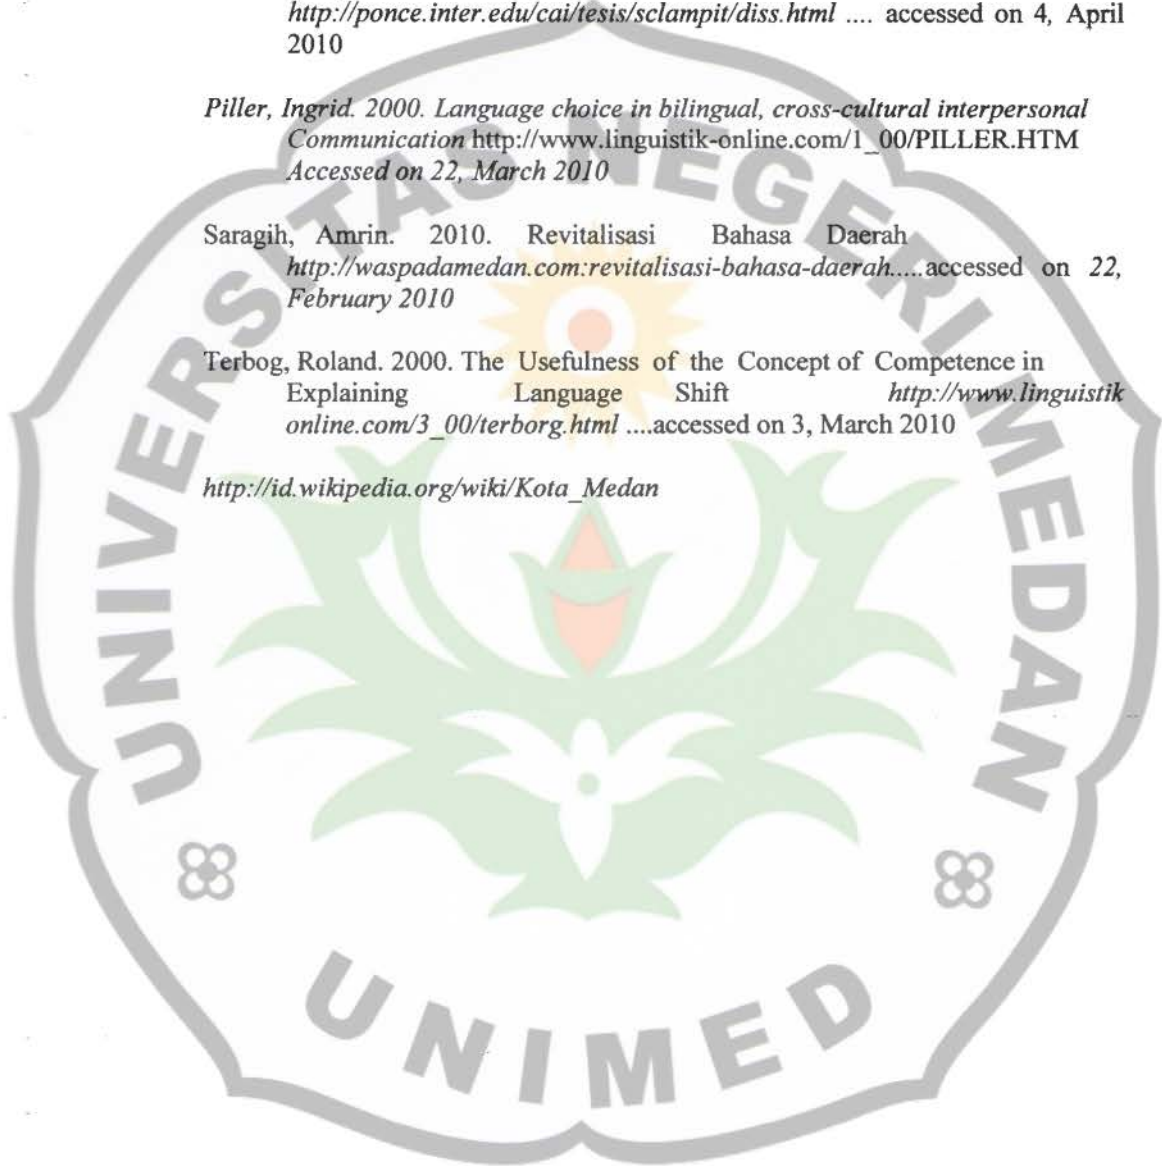 http://ponce.inter.edu/cai/tesis/sclampit/diss.html .... accessed on 4, April
2010
Piller, Ingrid. 2000. Language choice in bilingual, cross-cultural interpersonal
Communication http://www.linguistik-online.com/1_00/PILLER.HTM
Accessed on 22, March 2010
Saragih, Amrin. 2010. Revitalisasi Bahasa Daerah
http://waspadamedan.com:revitalisasi-bahasa-daerah.....accessed on 22,
February 2010
Terbog, Roland. 2000. The Usefulness of the Concept of Competence in
Explaining Language Shift http://www.linguistik
online.com/3_00/terborg.html ....accessed on 3, March 2010
http://id.wikipedia.org/wiki/Kota_Medan
UNIVERSITAS NEGERI MEDAN
UNIMED